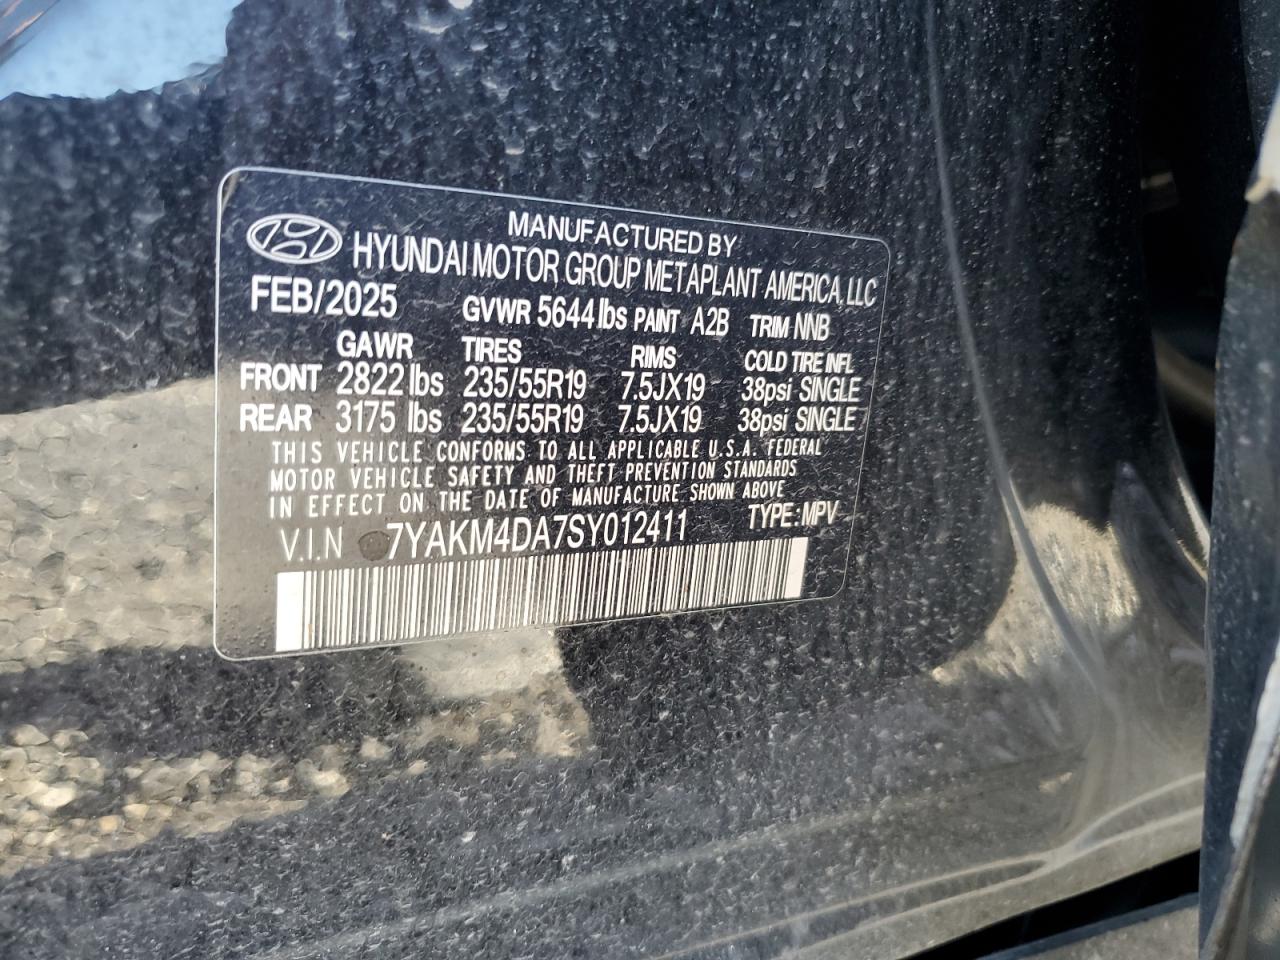 MANUFACTURED BY
HYUNDAI MOTOR GROUP METAPLANT AMERICA, LLC
FEB/2025 GVWR 5644 lbs PAINT A2B TRIM NNB
GAWR TIRES RIMS COLD TIRE INFL
FRONT 2822 lbs 235/55R19 7.5JX19 38psi SINGLE
REAR 3175 lbs 235/55R19 7.5JX19 38psi SINGLE
THIS VEHICLE CONFORMS TO ALL APPLICABLE U.S.A. FEDERAL
MOTOR VEHICLE SAFETY AND THEFT PREVENTION STANDARDS
IN EFFECT ON THE DATE OF MANUFACTURE SHOWN ABOVE
V.I.N 7YAKM4DA7SY012411 TYPE: MPV